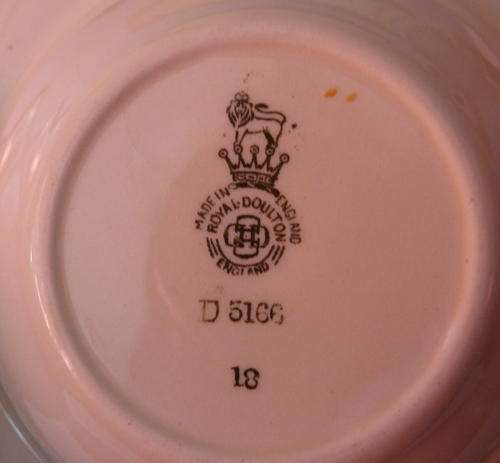 MADE IN ENGLAND
ROYAL·DOULTON
ENGLAND
D 5166
18